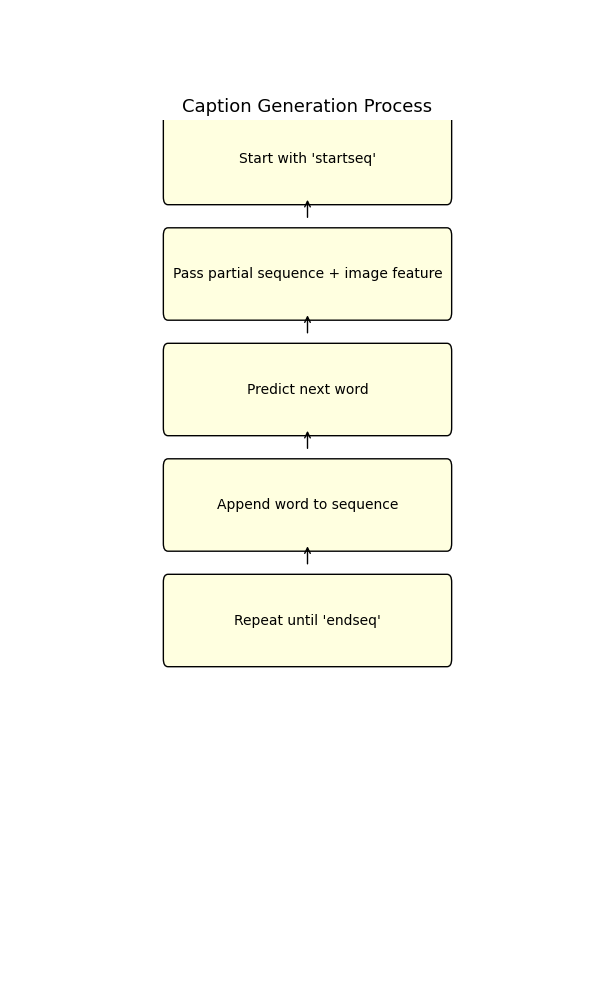 Caption Generation Process
Start with 'startseq'
Pass partial sequence + image feature
Predict next word
Append word to sequence
Repeat until 'endseq'